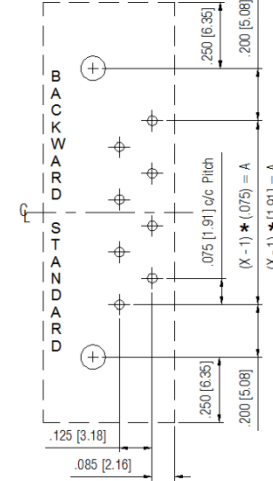 BACKWARD STANDARD
℄
.250 [6.35]
.200 [5.08]
.075 [1.91] c/c Pitch
(X - 1) * (.075) = A
(X - 1) * [1.91] = A
.250 [6.35]
.200 [5.08]
.125 [3.18]
.085 [2.16]